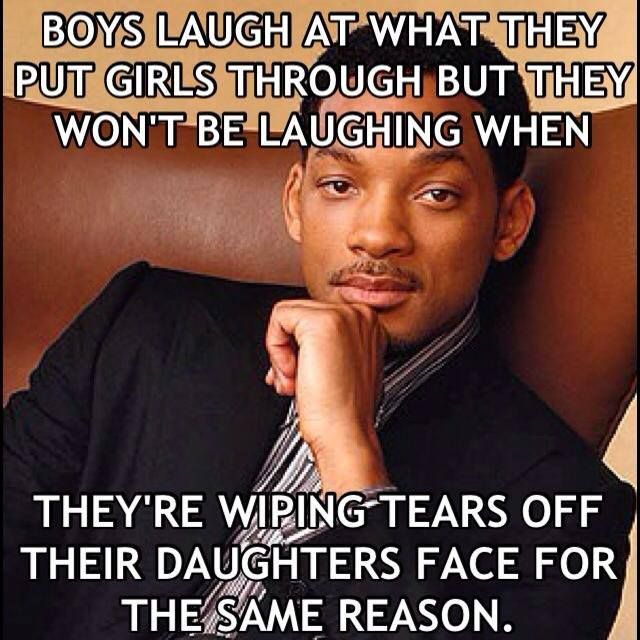 BOYS LAUGH AT WHAT THEY
PUT GIRLS THROUGH BUT THEY
WON'T BE LAUGHING WHEN
THEY'RE WIPING TEARS OFF
THEIR DAUGHTERS FACE FOR
THE SAME REASON.